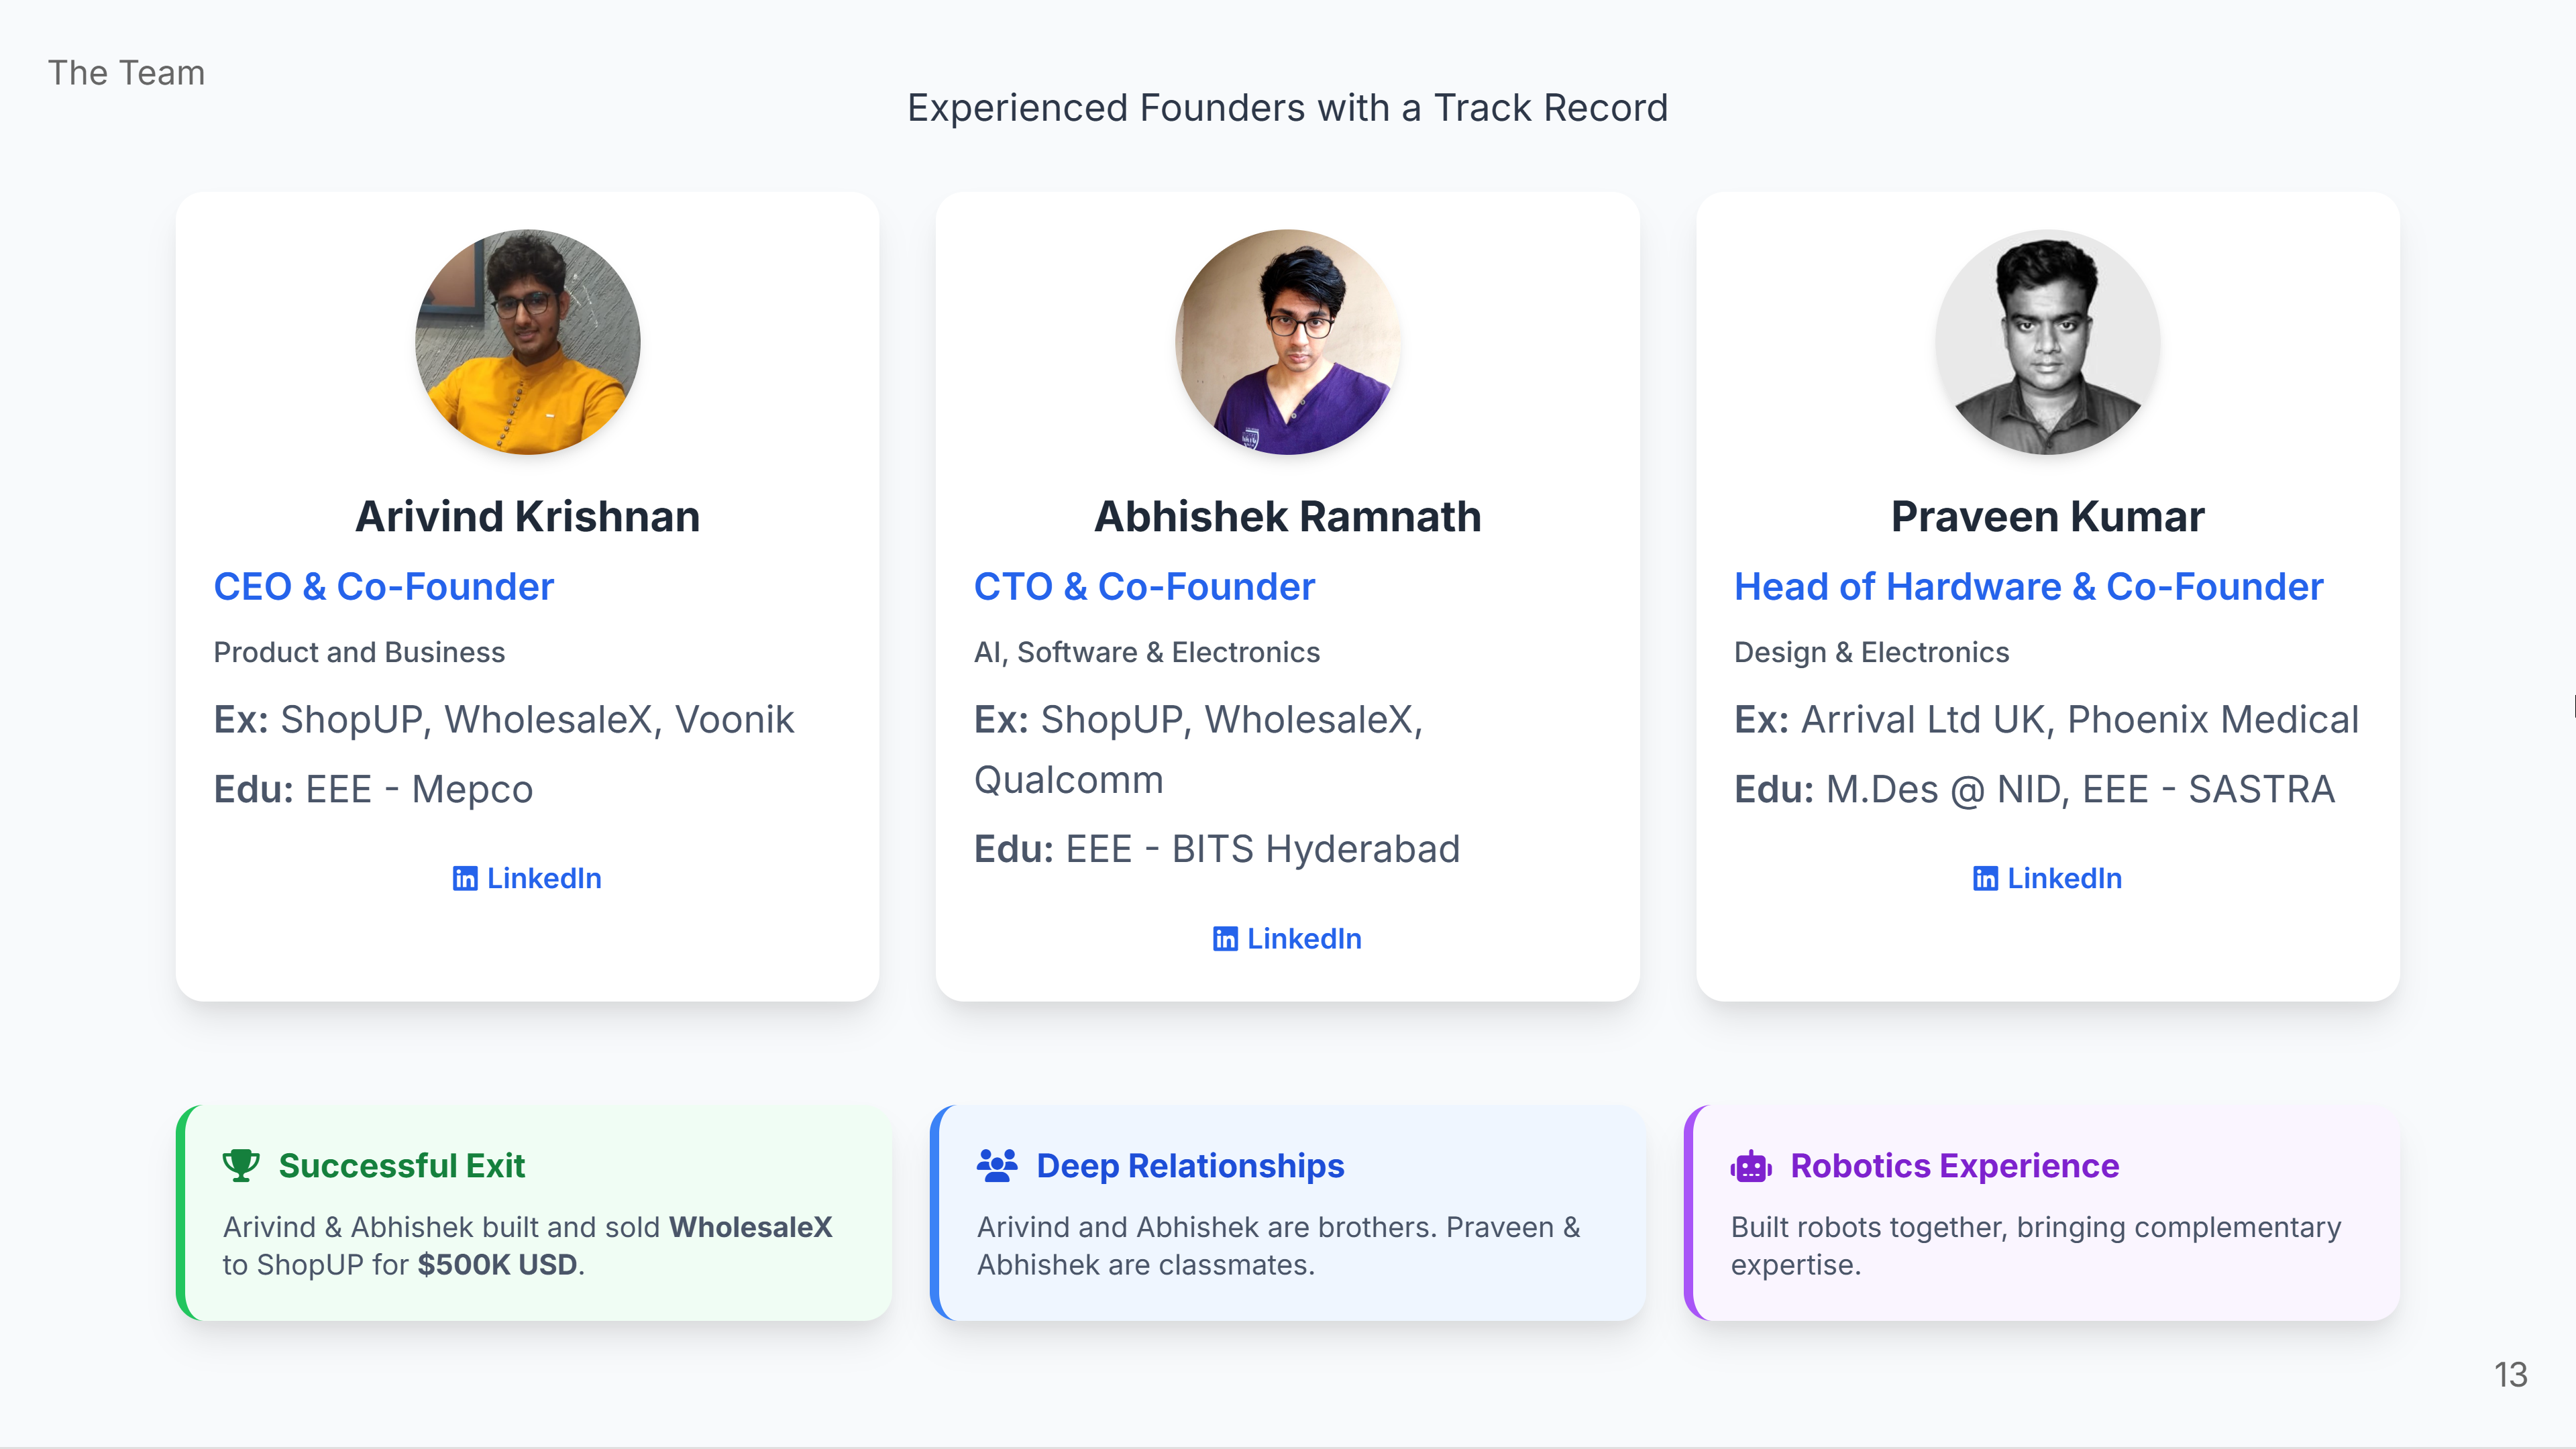 The Team
Experienced Founders with a Track Record
Arivind Krishnan
CEO & Co-Founder
Product and Business
Ex: ShopUP, WholesaleX, Voonik
Edu: EEE - Mepco
LinkedIn
Abhishek Ramnath
CTO & Co-Founder
AI, Software & Electronics
Ex: ShopUP, WholesaleX,
Qualcomm
Edu: EEE - BITS Hyderabad
LinkedIn
Praveen Kumar
Head of Hardware & Co-Founder
Design & Electronics
Ex: Arrival Ltd UK, Phoenix Medical
Edu: M.Des @ NID, EEE - SASTRA
LinkedIn
Successful Exit
Arivind & Abhishek built and sold WholesaleX
to ShopUP for $500K USD.
Deep Relationships
Arivind and Abhishek are brothers. Praveen &
Abhishek are classmates.
Robotics Experience
Built robots together, bringing complementary
expertise.
13